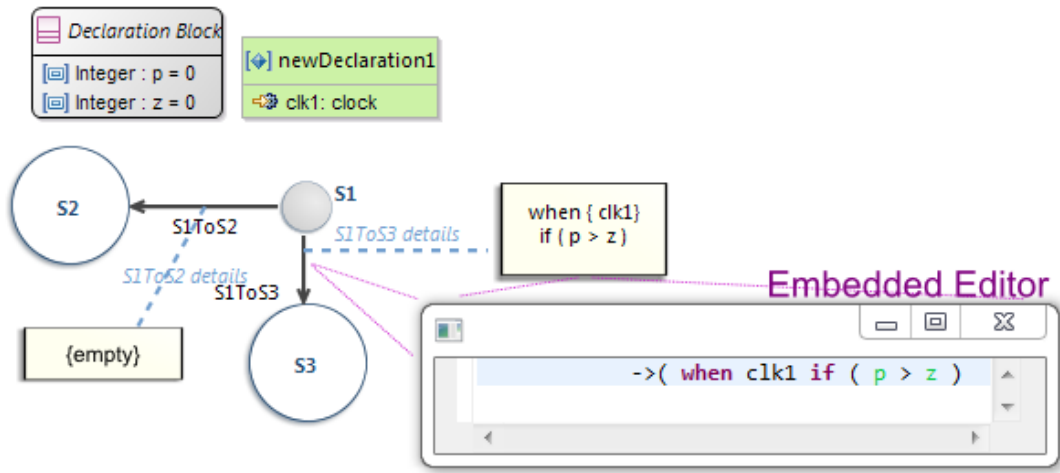 Declaration Block
Integer : p = 0
Integer : z = 0
newDeclaration1
clk1: clock
S1
S2
S1ToS2
S1ToS3 details
when { clk1}
if ( p > z )
S1ToS2 details
S1ToS3
Embedded Editor
{empty}
S3
->( when clk1 if ( p > z )